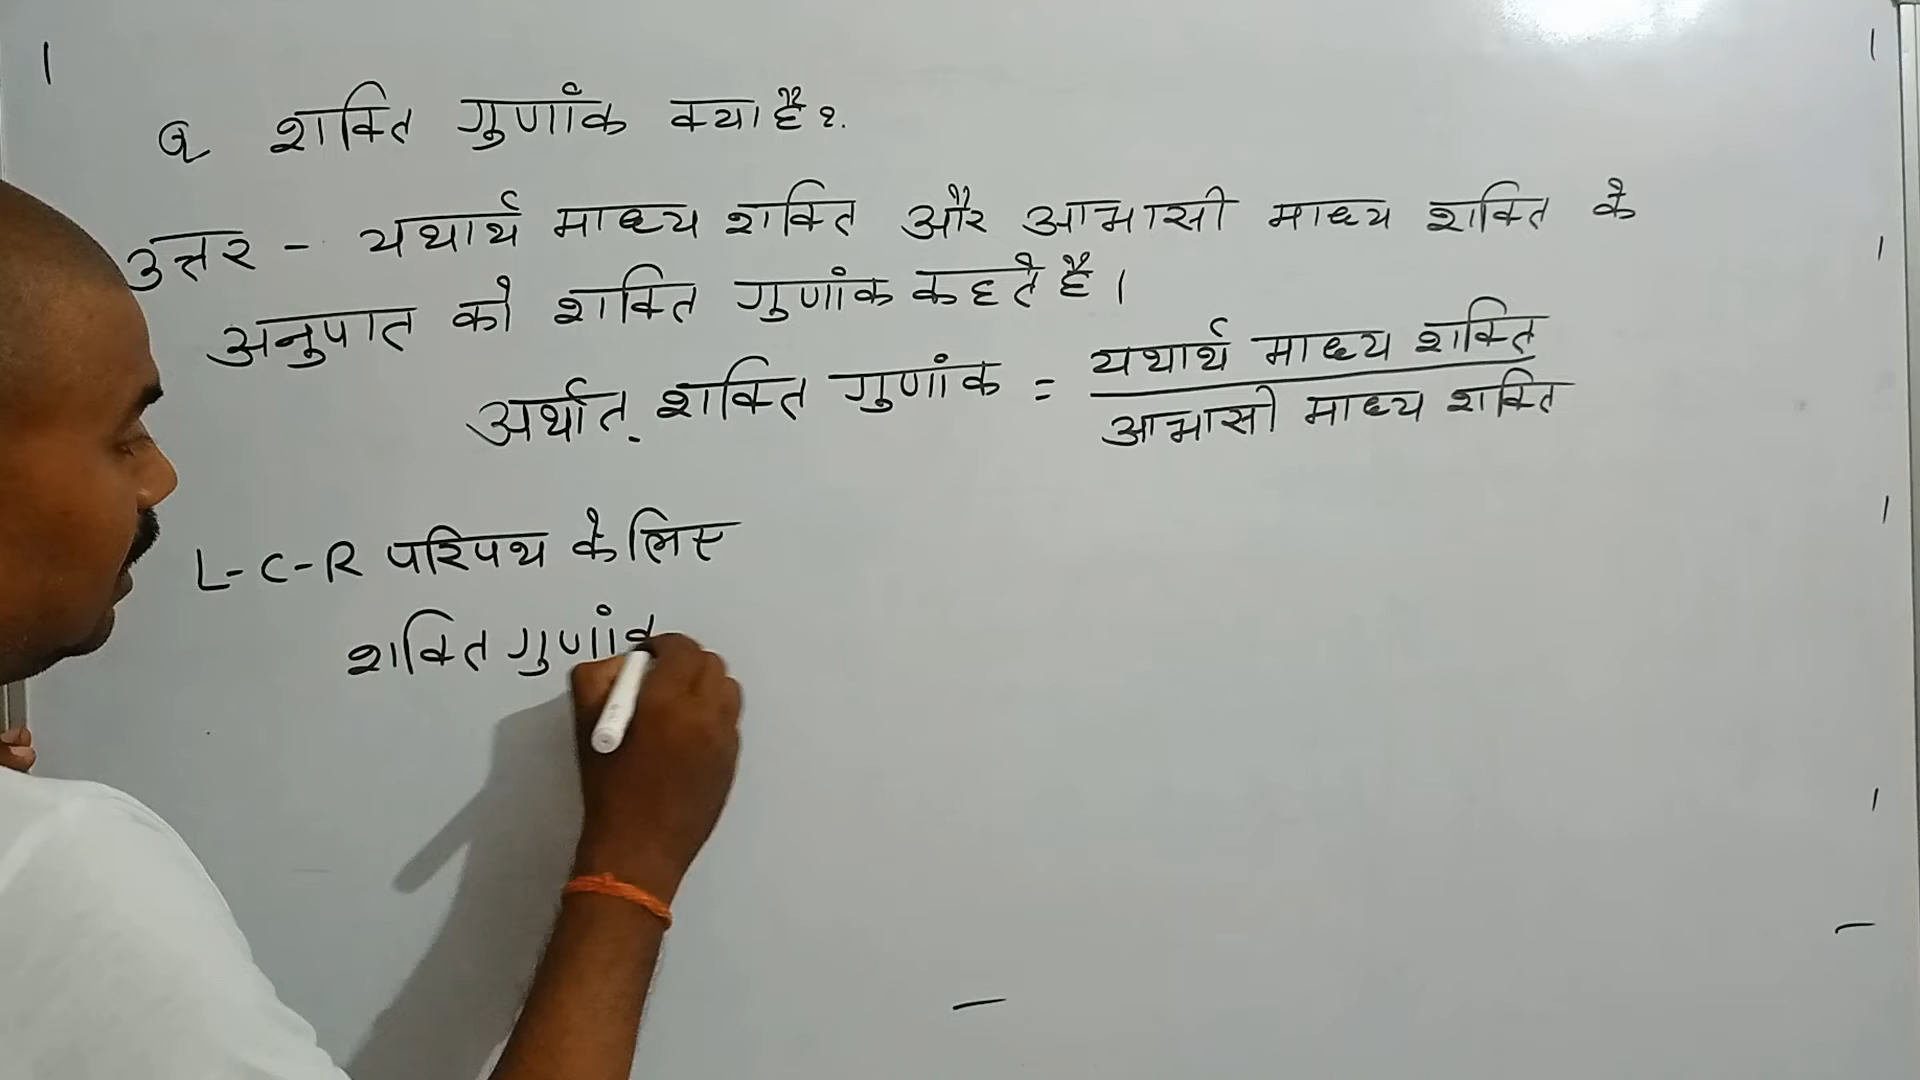 Q शक्ति गुणांक क्या है ?.
उत्तर - यथार्थ माध्य शक्ति और आभासी माध्य शक्ति के
अनुपात को शक्ति गुणांक कहते है ।
अर्थात. शक्ति गुणांक = यथार्थ माध्य शक्ति
आभासी माध्य शक्ति
L-C-R परिपथ के लिए
शक्ति गुणांक